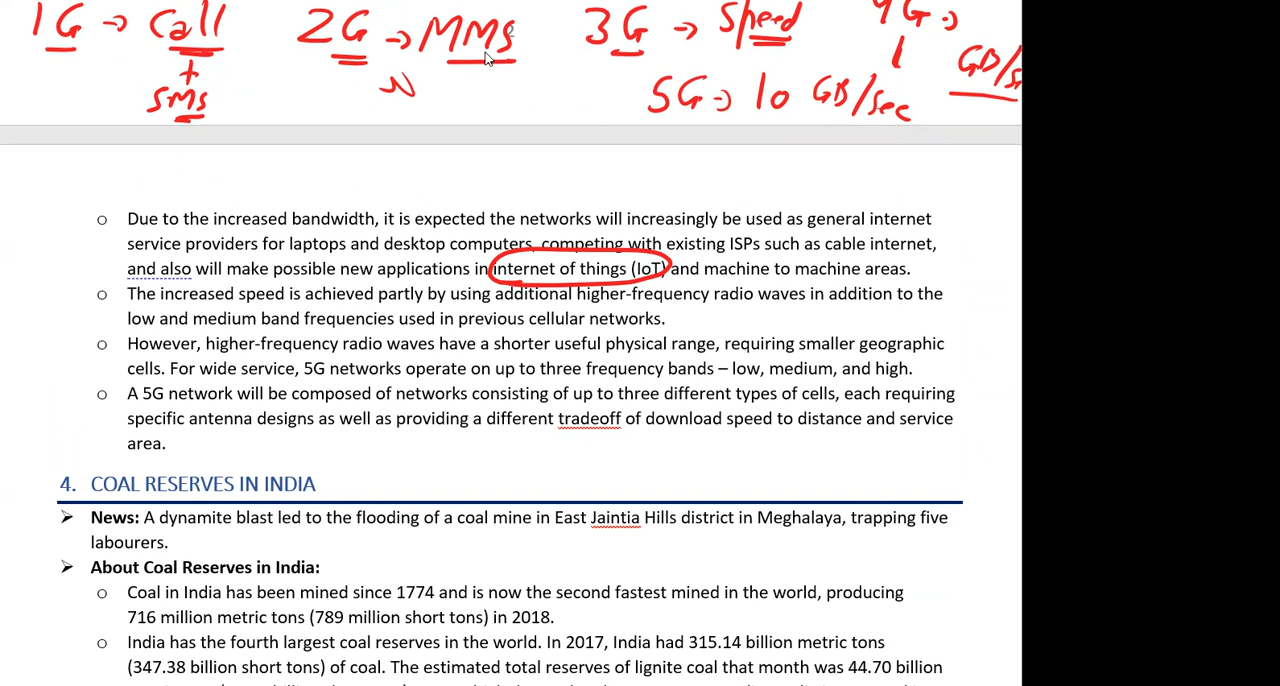 1G → Call 2G → MMS 3G → Speed 4G →
+
SMS
N
5G → 10 GB/sec
GB/s
○ Due to the increased bandwidth, it is expected the networks will increasingly be used as general internet
service providers for laptops and desktop computers, competing with existing ISPs such as cable internet,
and also will make possible new applications in internet of things (IoT) and machine to machine areas.
○ The increased speed is achieved partly by using additional higher-frequency radio waves in addition to the
low and medium band frequencies used in previous cellular networks.
○ However, higher-frequency radio waves have a shorter useful physical range, requiring smaller geographic
cells. For wide service, 5G networks operate on up to three frequency bands – low, medium, and high.
○ A 5G network will be composed of networks consisting of up to three different types of cells, each requiring
specific antenna designs as well as providing a different tradeoff of download speed to distance and service
area.
4. COAL RESERVES IN INDIA
➢ News: A dynamite blast led to the flooding of a coal mine in East Jaintia Hills district in Meghalaya, trapping five
labourers.
➢ About Coal Reserves in India:
○ Coal in India has been mined since 1774 and is now the second fastest mined in the world, producing
716 million metric tons (789 million short tons) in 2018.
○ India has the fourth largest coal reserves in the world. In 2017, India had 315.14 billion metric tons
(347.38 billion short tons) of coal. The estimated total reserves of lignite coal that month was 44.70 billion